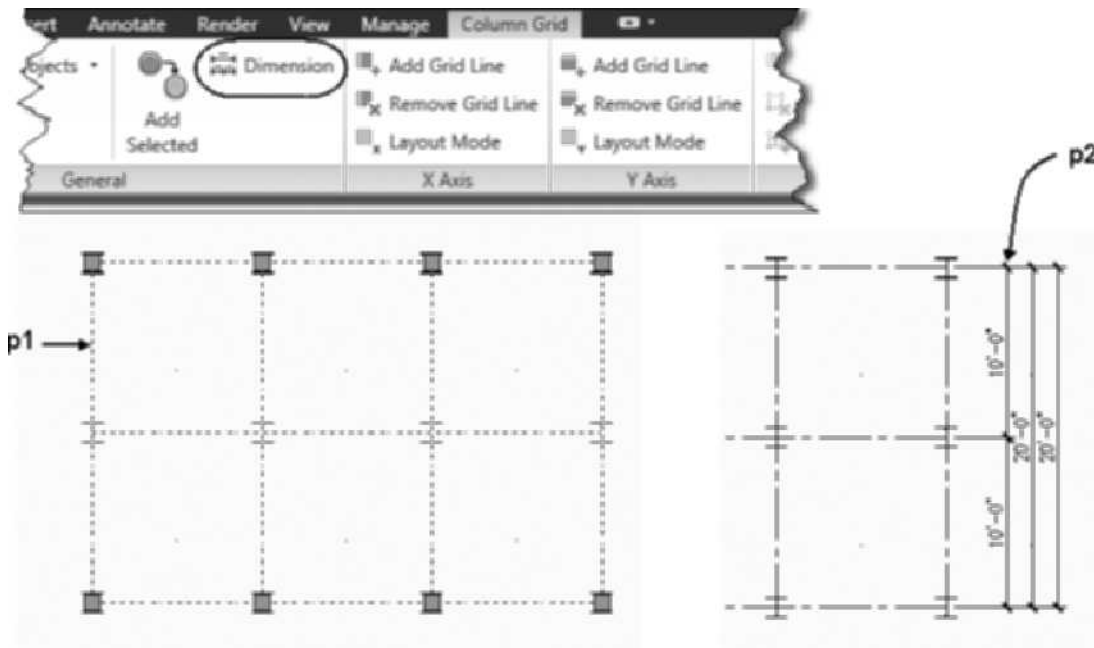 Annotate Render View Manage Column Grid
Dimension
Add Selected
Add Grid Line
Remove Grid Line
Layout Mode
Add Grid Line
Remove Grid Line
Layout Mode
General X Axis Y Axis
p2
p1
10'-0"
20'-0"
20'-0"
10'-0"